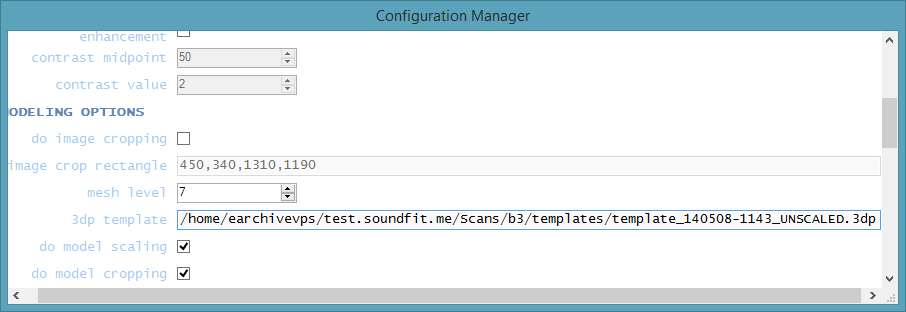 Configuration Manager
enhancement
contrast midpoint 50
contrast value 2
ODELING OPTIONS
do image cropping
image crop rectangle 450,340,1310,1190
mesh level 7
3dp template /home/earchivevps/test.soundfit.me/Scans/b3/templates/template_140508-1143_UNSCALED.3dp
do model scaling
do model cropping